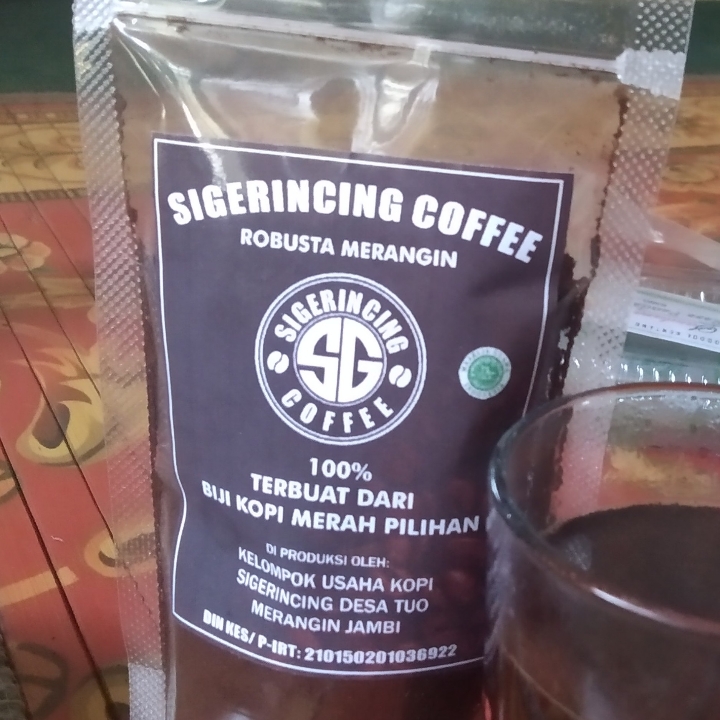 SIGERINCING COFFEE
ROBUSTA MERANGIN
SIGERINCING
SG
COFFEE
100%
TERBUAT DARI
BIJI KOPI MERAH PILIHAN
DI PRODUKSI OLEH:
KELOMPOK USAHA KOPI
SIGERINCING DESA TUO
MERANGIN JAMBI
DIN KES/ P-IRT: 210150201036922